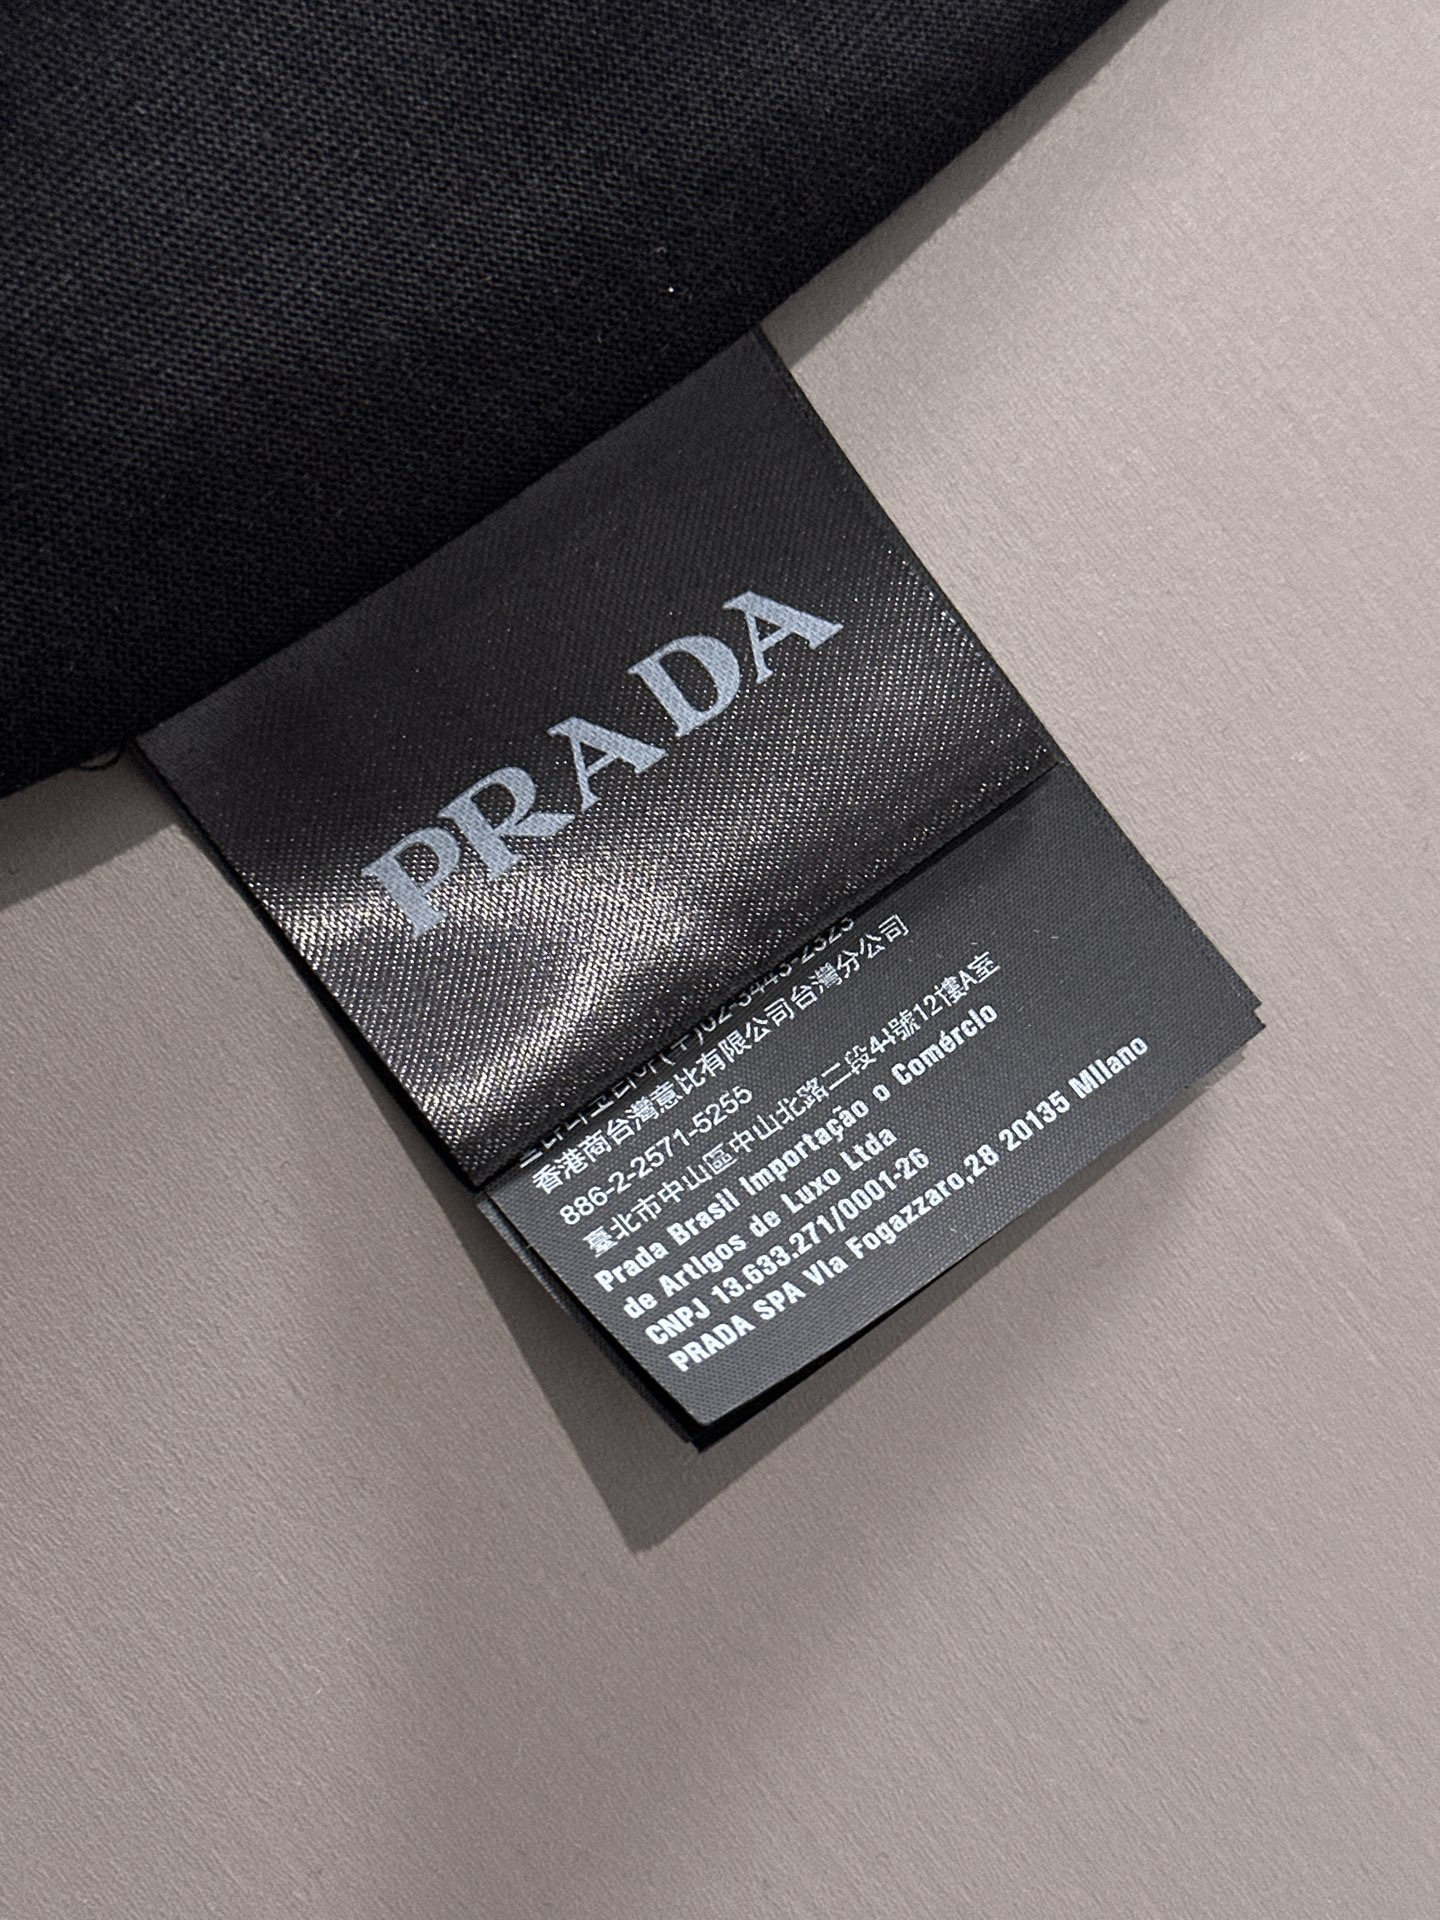 PRADA
02-3443-2323
香港商台灣意比有限公司台灣分公司
886-2-2571-5255
臺北市中山區中山北路二段44號12樓A室
Prada Brasil Importação o Comércio
de Artigos de Luxo Ltda
CNPJ 13.633.271/0001-26
PRADA SPA Via Fogazzaro,28 20135 Milano